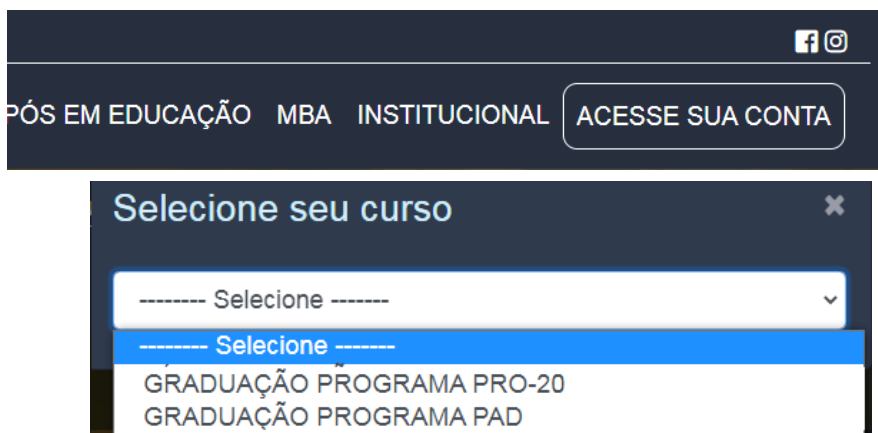 PÓS EM EDUCAÇÃO MBA INSTITUCIONAL ACESSE SUA CONTA
Selecione seu curso
-------- Selecione -------
-------- Selecione -------
GRADUAÇÃO PROGRAMA PRO-20
GRADUAÇÃO PROGRAMA PAD